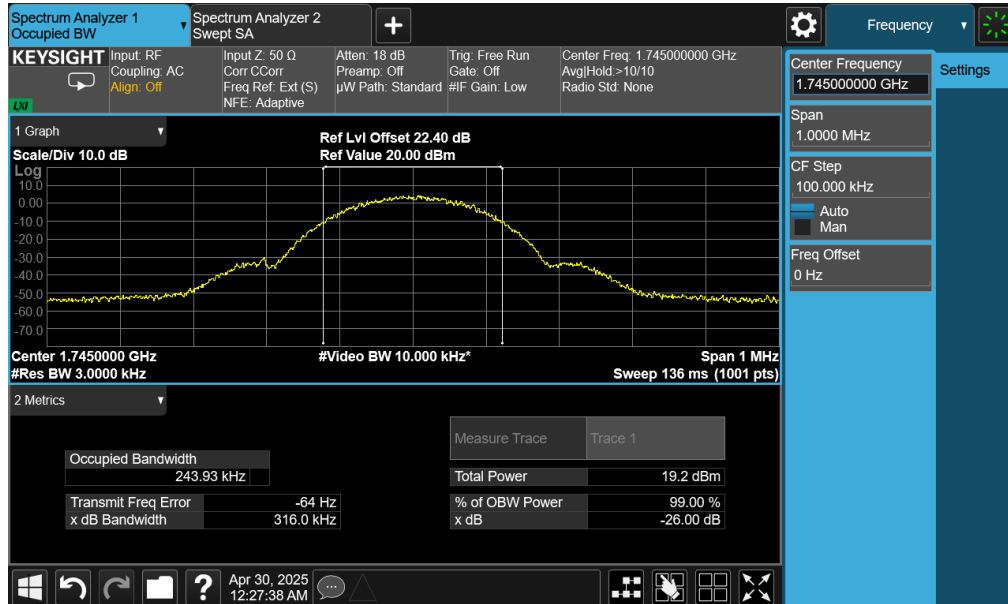 Spectrum Analyzer 1
Occupied BW
Spectrum Analyzer 2
Swept SA
Frequency
KEYSIGHT
LXI
Input: RF
Coupling: AC
Align: Off
Input Z: 50 Ω
Corr CCorr
Freq Ref: Ext (S)
NFE: Adaptive
Atten: 18 dB
Preamp: Off
µW Path: Standard
Trig: Free Run
Gate: Off
#IF Gain: Low
Center Freq: 1.745000000 GHz
Avg|Hold:>10/10
Radio Std: None
Center Frequency
1.745000000 GHz
Settings
Span
1.0000 MHz
CF Step
100.000 kHz
Auto
Man
Freq Offset
0 Hz
1 Graph
Scale/Div 10.0 dB
Ref Lvl Offset 22.40 dB
Ref Value 20.00 dBm
Log
10.0
0.00
-10.0
-20.0
-30.0
-40.0
-50.0
-60.0
-70.0
Center 1.7450000 GHz
#Video BW 10.000 kHz*
Span 1 MHz
#Res BW 3.0000 kHz
Sweep 136 ms (1001 pts)
2 Metrics
Measure Trace Trace 1
Occupied Bandwidth
243.93 kHz
Total Power 19.2 dBm
Transmit Freq Error -64 Hz
% of OBW Power 99.00 %
x dB Bandwidth 316.0 kHz
x dB -26.00 dB
Apr 30, 2025
12:27:38 AM